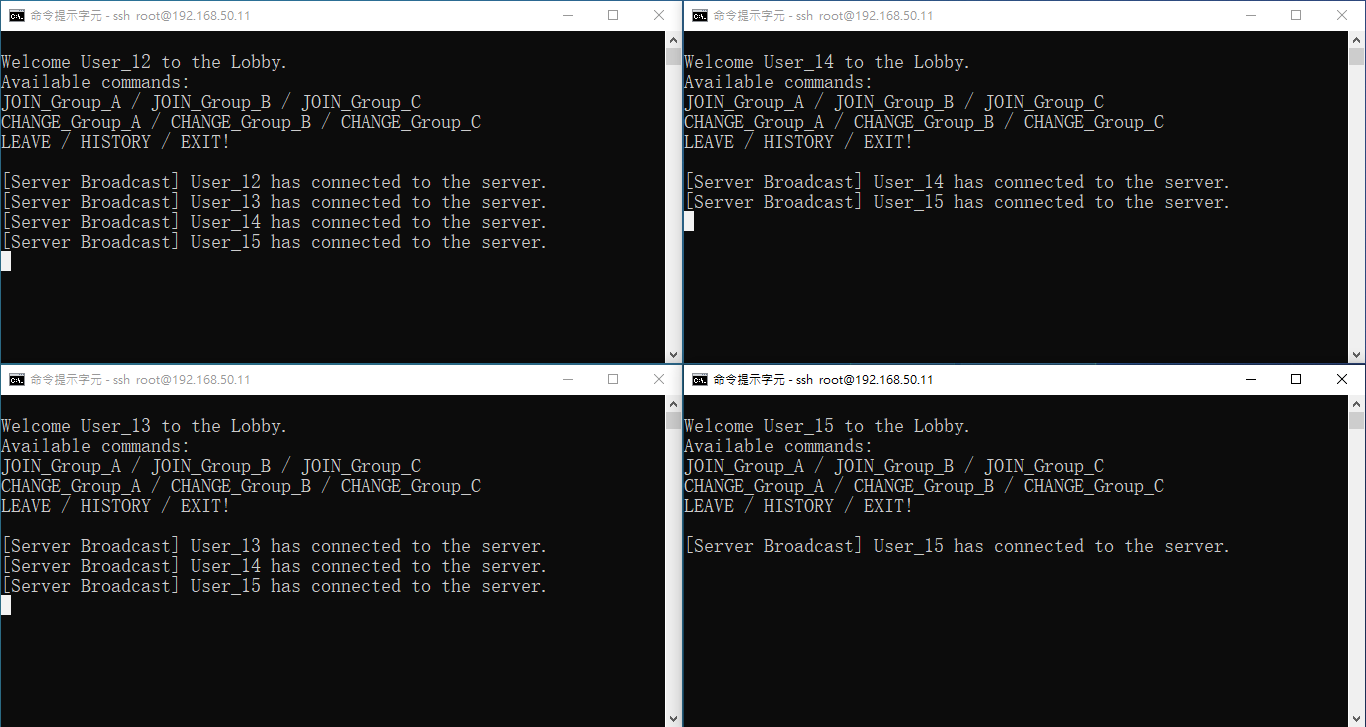 命令提示字元 - ssh root@192.168.50.11
Welcome User_12 to the Lobby.
Available commands:
JOIN_Group_A / JOIN_Group_B / JOIN_Group_C
CHANGE_Group_A / CHANGE_Group_B / CHANGE_Group_C
LEAVE / HISTORY / EXIT!
[Server Broadcast] User_12 has connected to the server.
[Server Broadcast] User_13 has connected to the server.
[Server Broadcast] User_14 has connected to the server.
[Server Broadcast] User_15 has connected to the server.
命令提示字元 - ssh root@192.168.50.11
Welcome User_14 to the Lobby.
Available commands:
JOIN_Group_A / JOIN_Group_B / JOIN_Group_C
CHANGE_Group_A / CHANGE_Group_B / CHANGE_Group_C
LEAVE / HISTORY / EXIT!
[Server Broadcast] User_14 has connected to the server.
[Server Broadcast] User_15 has connected to the server.
命令提示字元 - ssh root@192.168.50.11
Welcome User_13 to the Lobby.
Available commands:
JOIN_Group_A / JOIN_Group_B / JOIN_Group_C
CHANGE_Group_A / CHANGE_Group_B / CHANGE_Group_C
LEAVE / HISTORY / EXIT!
[Server Broadcast] User_13 has connected to the server.
[Server Broadcast] User_14 has connected to the server.
[Server Broadcast] User_15 has connected to the server.
命令提示字元 - ssh root@192.168.50.11
Welcome User_15 to the Lobby.
Available commands:
JOIN_Group_A / JOIN_Group_B / JOIN_Group_C
CHANGE_Group_A / CHANGE_Group_B / CHANGE_Group_C
LEAVE / HISTORY / EXIT!
[Server Broadcast] User_15 has connected to the server.